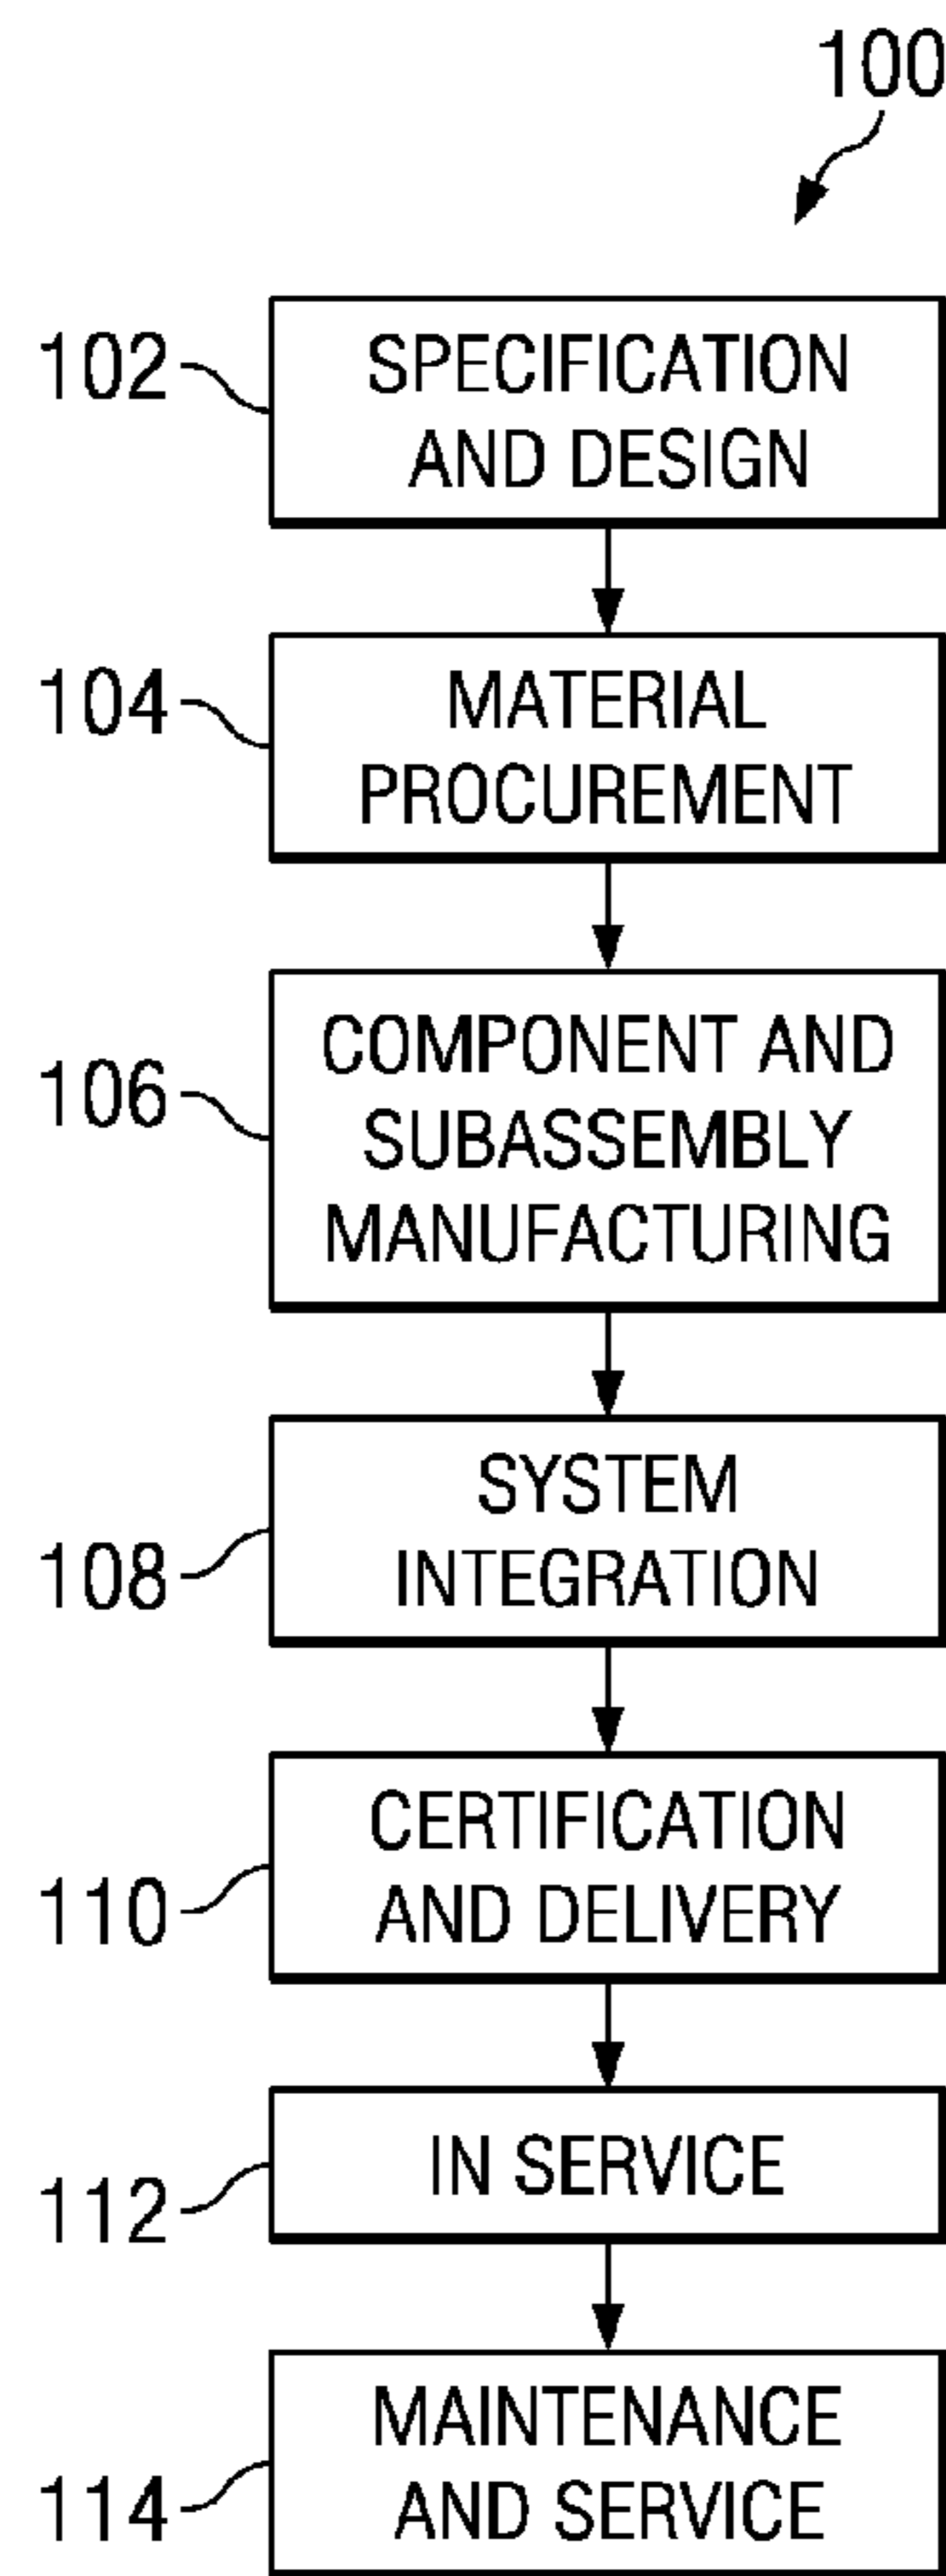 100
102
SPECIFICATION
AND DESIGN
104
MATERIAL
PROCUREMENT
106
COMPONENT AND
SUBASSEMBLY
MANUFACTURING
108
SYSTEM
INTEGRATION
110
CERTIFICATION
AND DELIVERY
112
IN SERVICE
114
MAINTENANCE
AND SERVICE